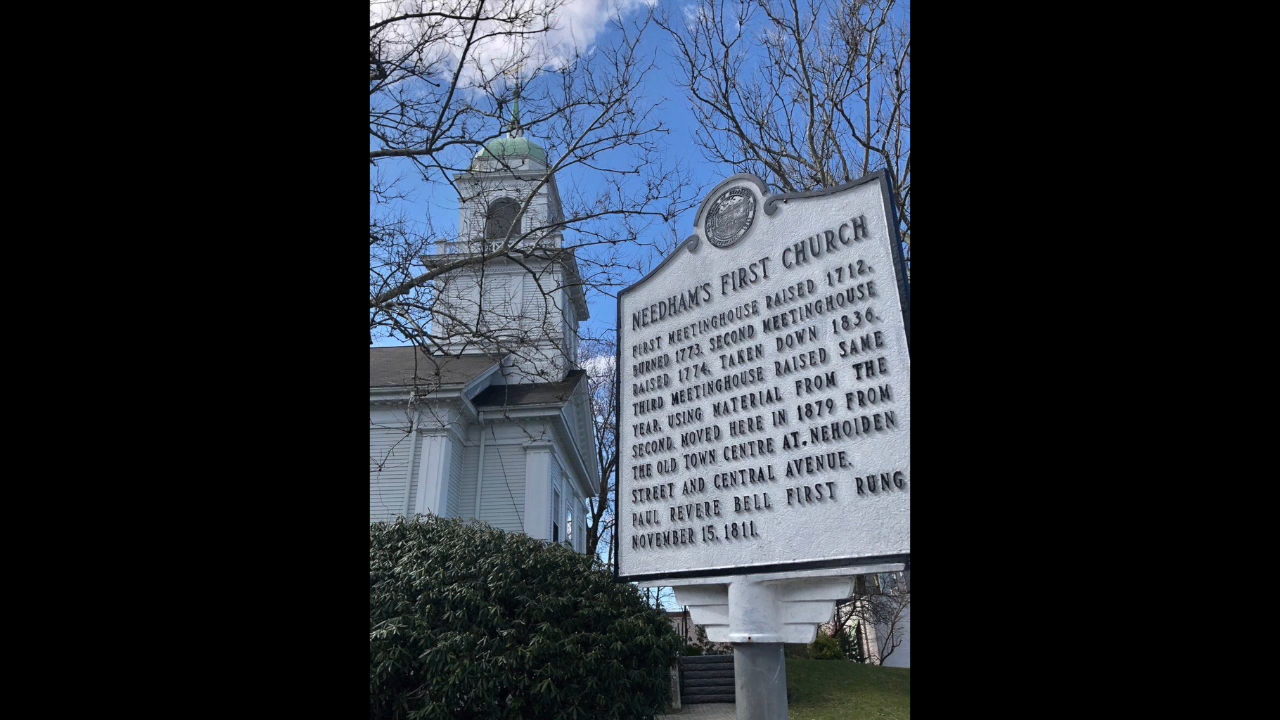 NEEDHAM'S FIRST CHURCH
FIRST MEETINGHOUSE RAISED 1712,
BURNED 1773. SECOND MEETINGHOUSE
RAISED 1774, TAKEN DOWN 1836.
THIRD MEETINGHOUSE RAISED SAME
YEAR, USING MATERIAL FROM THE
SECOND. MOVED HERE IN 1879 FROM
THE OLD TOWN CENTRE AT. NEHOIDEN
STREET AND CENTRAL AVENUE.
PAUL REVERE BELL FIRST RUNG
NOVEMBER 15, 1811.